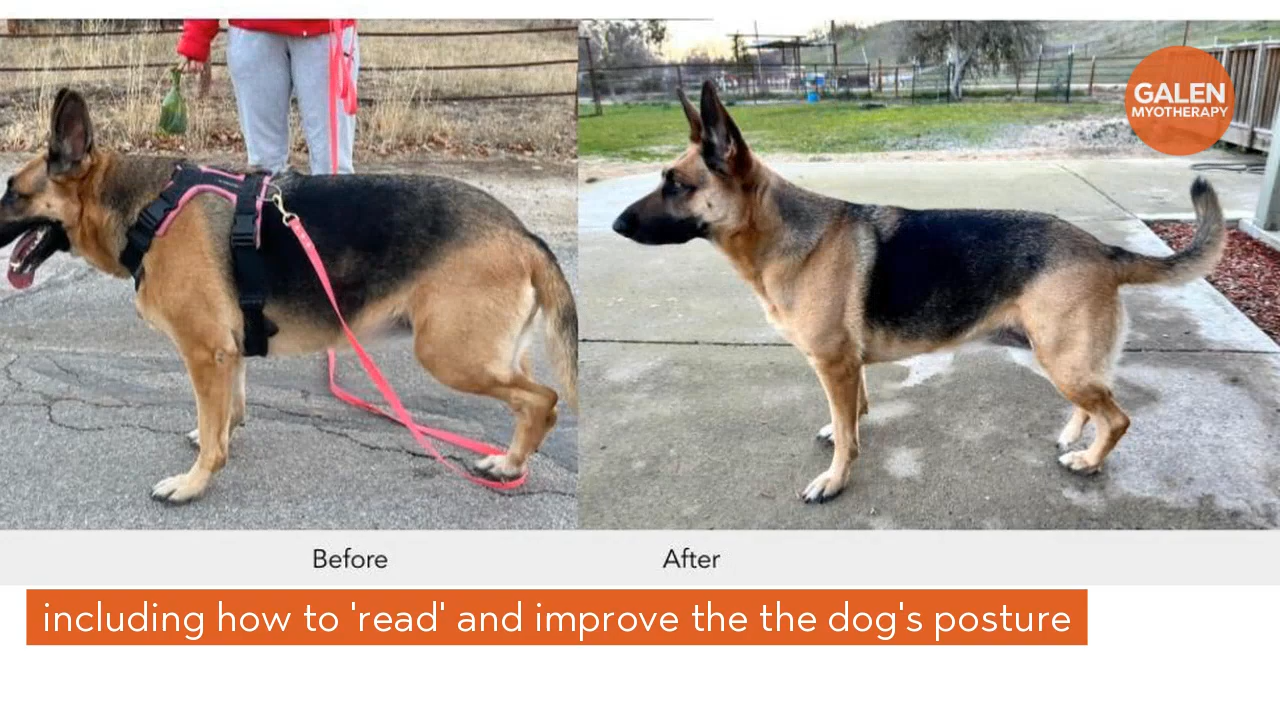 GALEN
MYOTHERAPY
Before
After
including how to 'read' and improve the the dog's posture